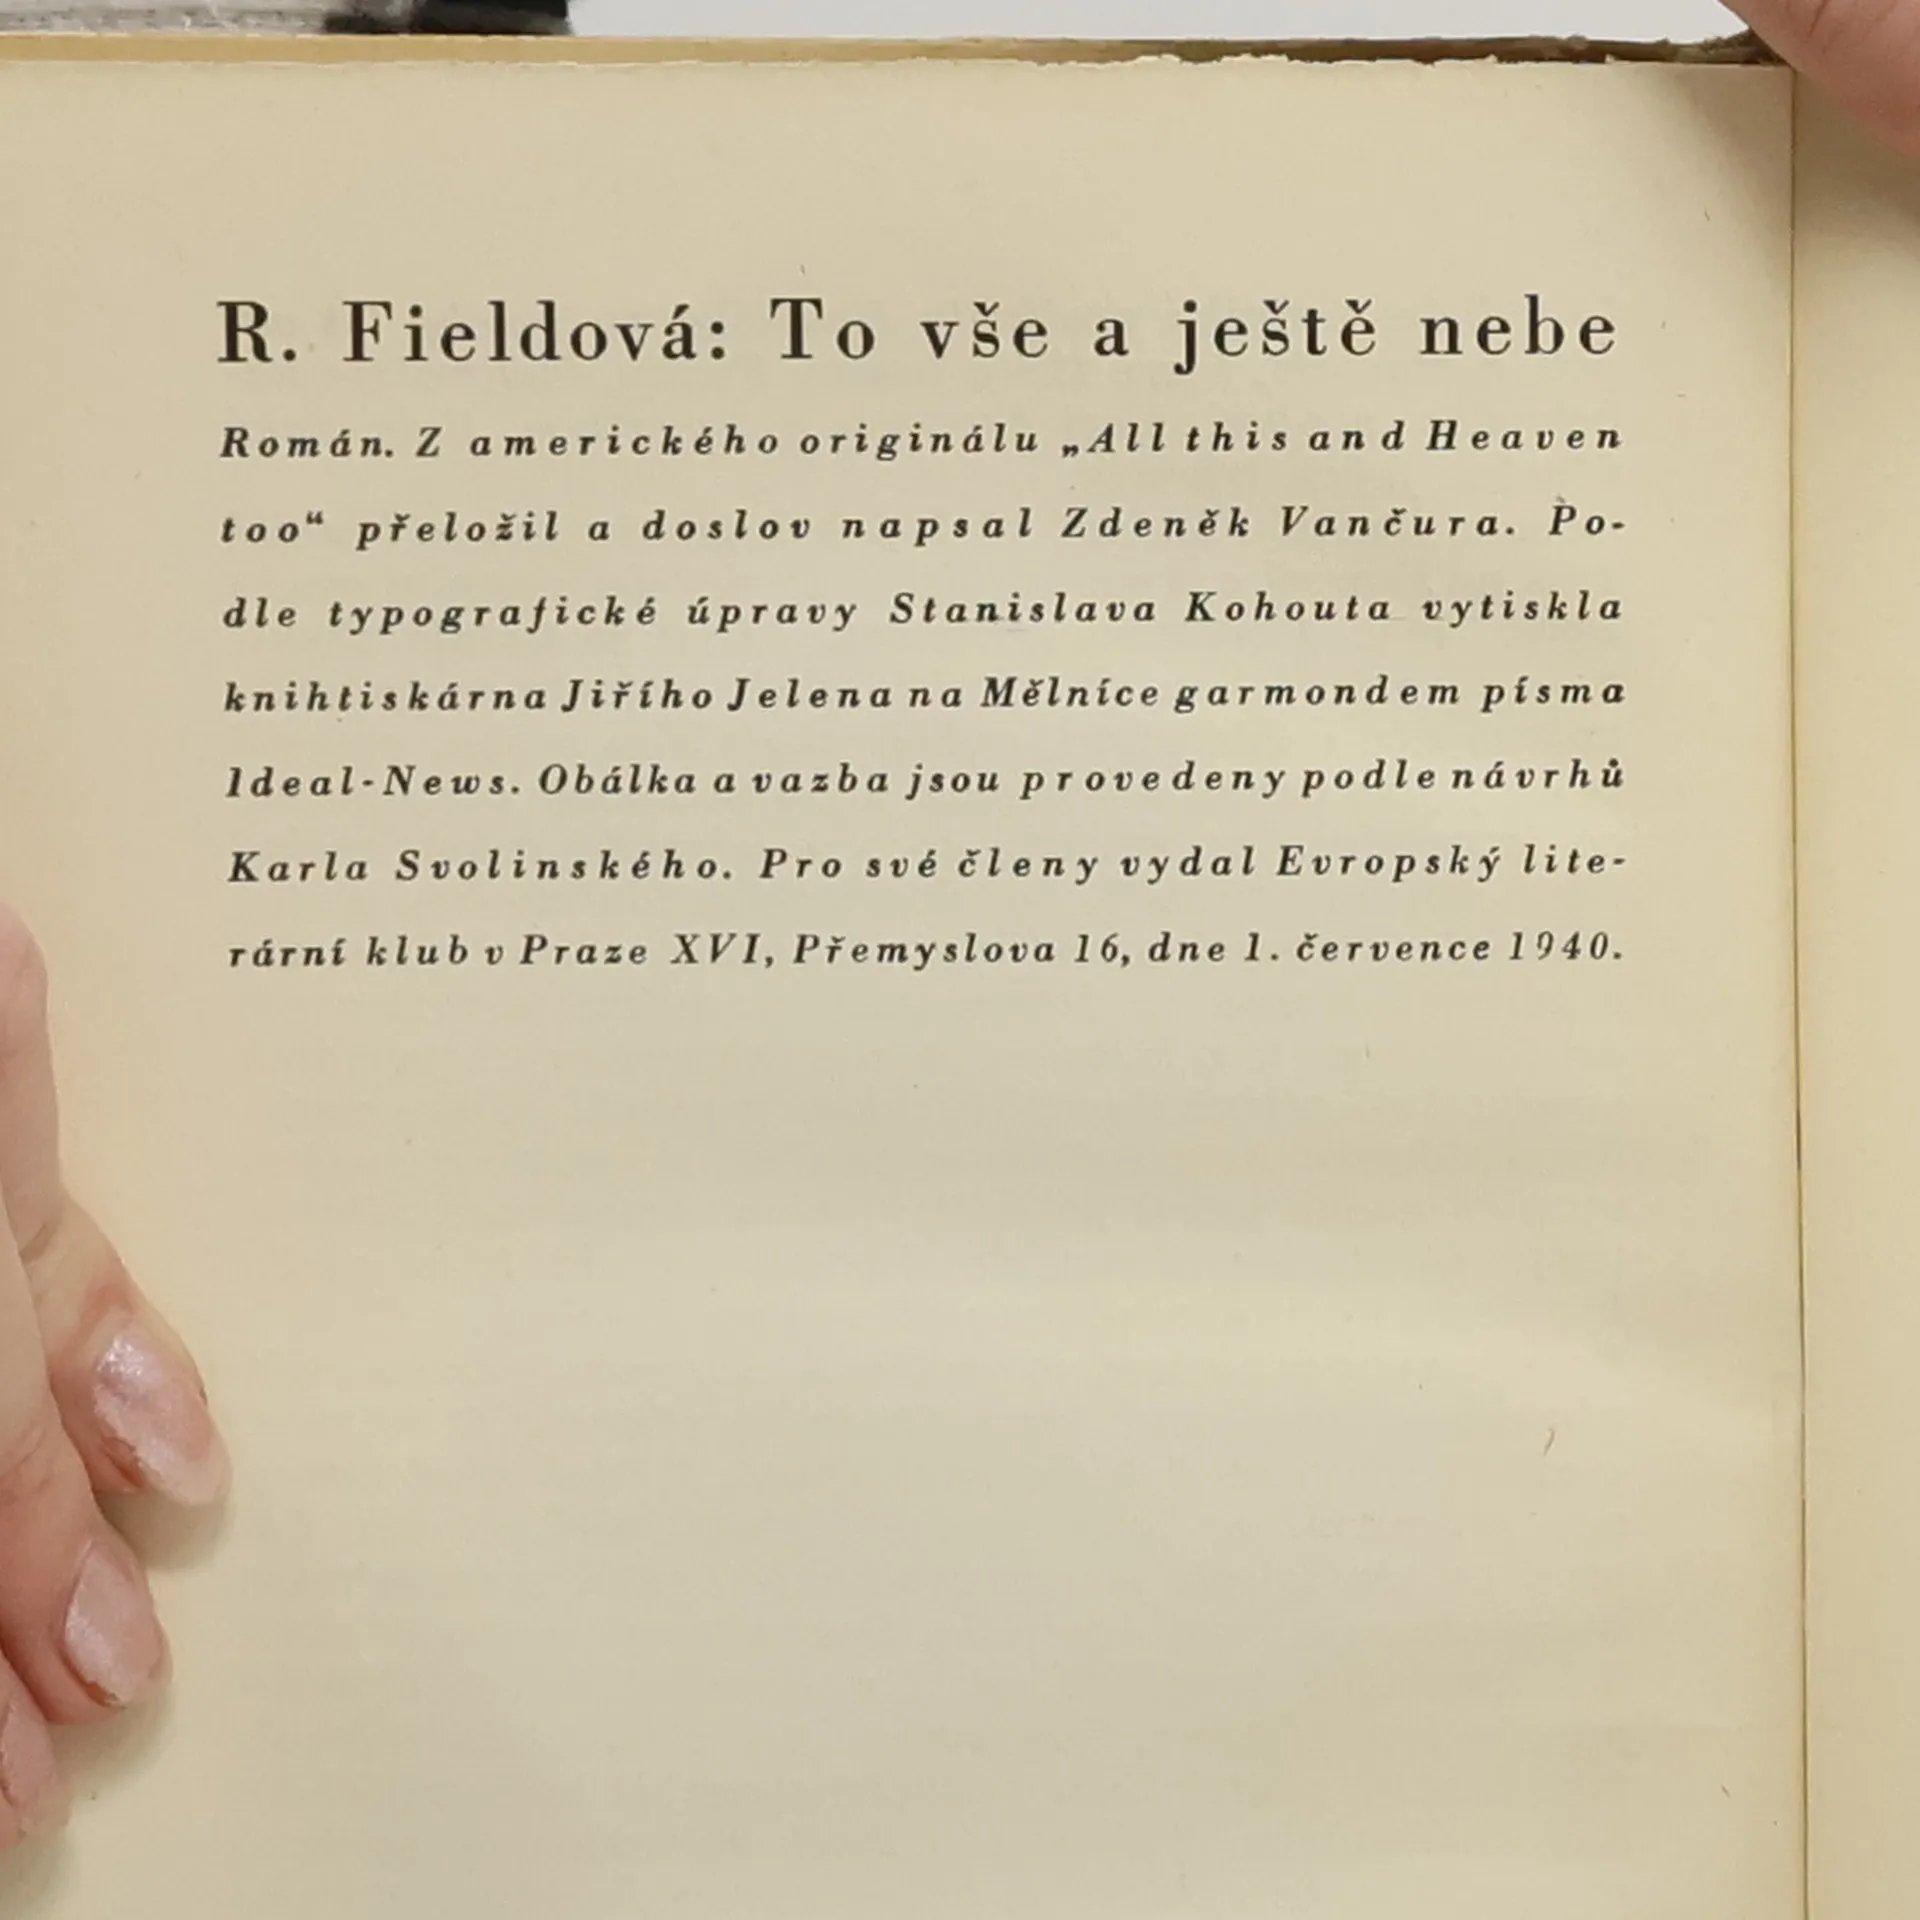 R. Fieldová: To vše a ještě nebe
Román. Z amerického originálu „All this and Heaven
too“ přeložil a doslov napsal Zdeněk Vančura. Po-
dle typografické úpravy Stanislava Kohouta vytiskla
knihtiskárna Jiřího Jelena na Mělníce garmondem písma
Ideal-News. Obálka a vazba jsou provedeny podle návrhů
Karla Svolinského. Pro své členy vydal Evropský lite-
rární klub v Praze XVI, Přemyslova 16, dne 1. července 1940.